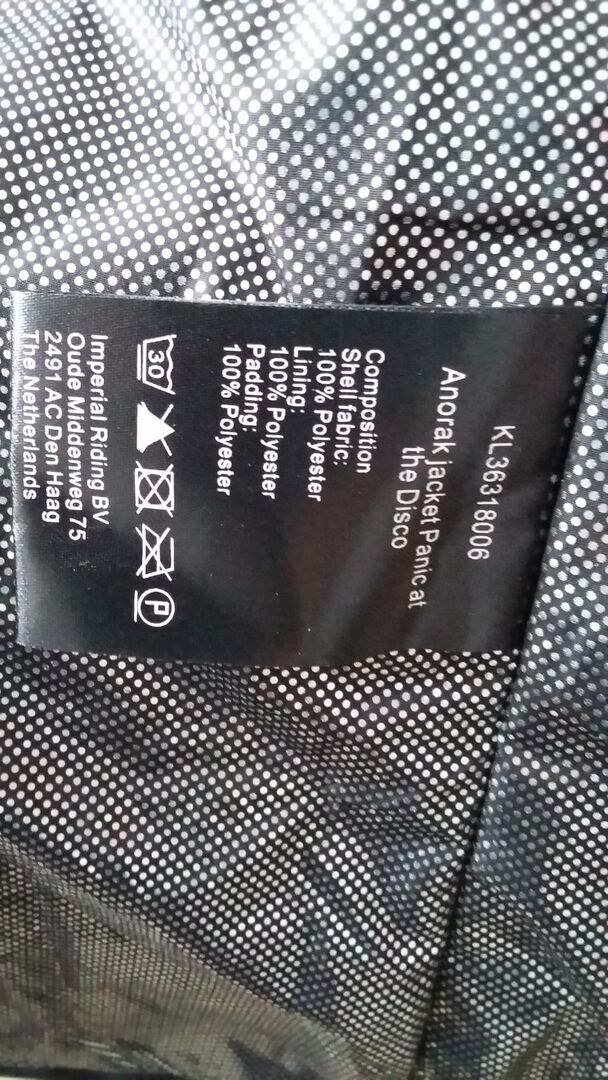 KL36318006
Anorak jacket Panic at
the Disco
Composition
Shell fabric:
100% Polyester
Lining:
100% Polyester
Padding:
100% Polyester
30
P
Imperial Riding BV
Oude Middenweg 75
2491 AC Den Haag
The Netherlands